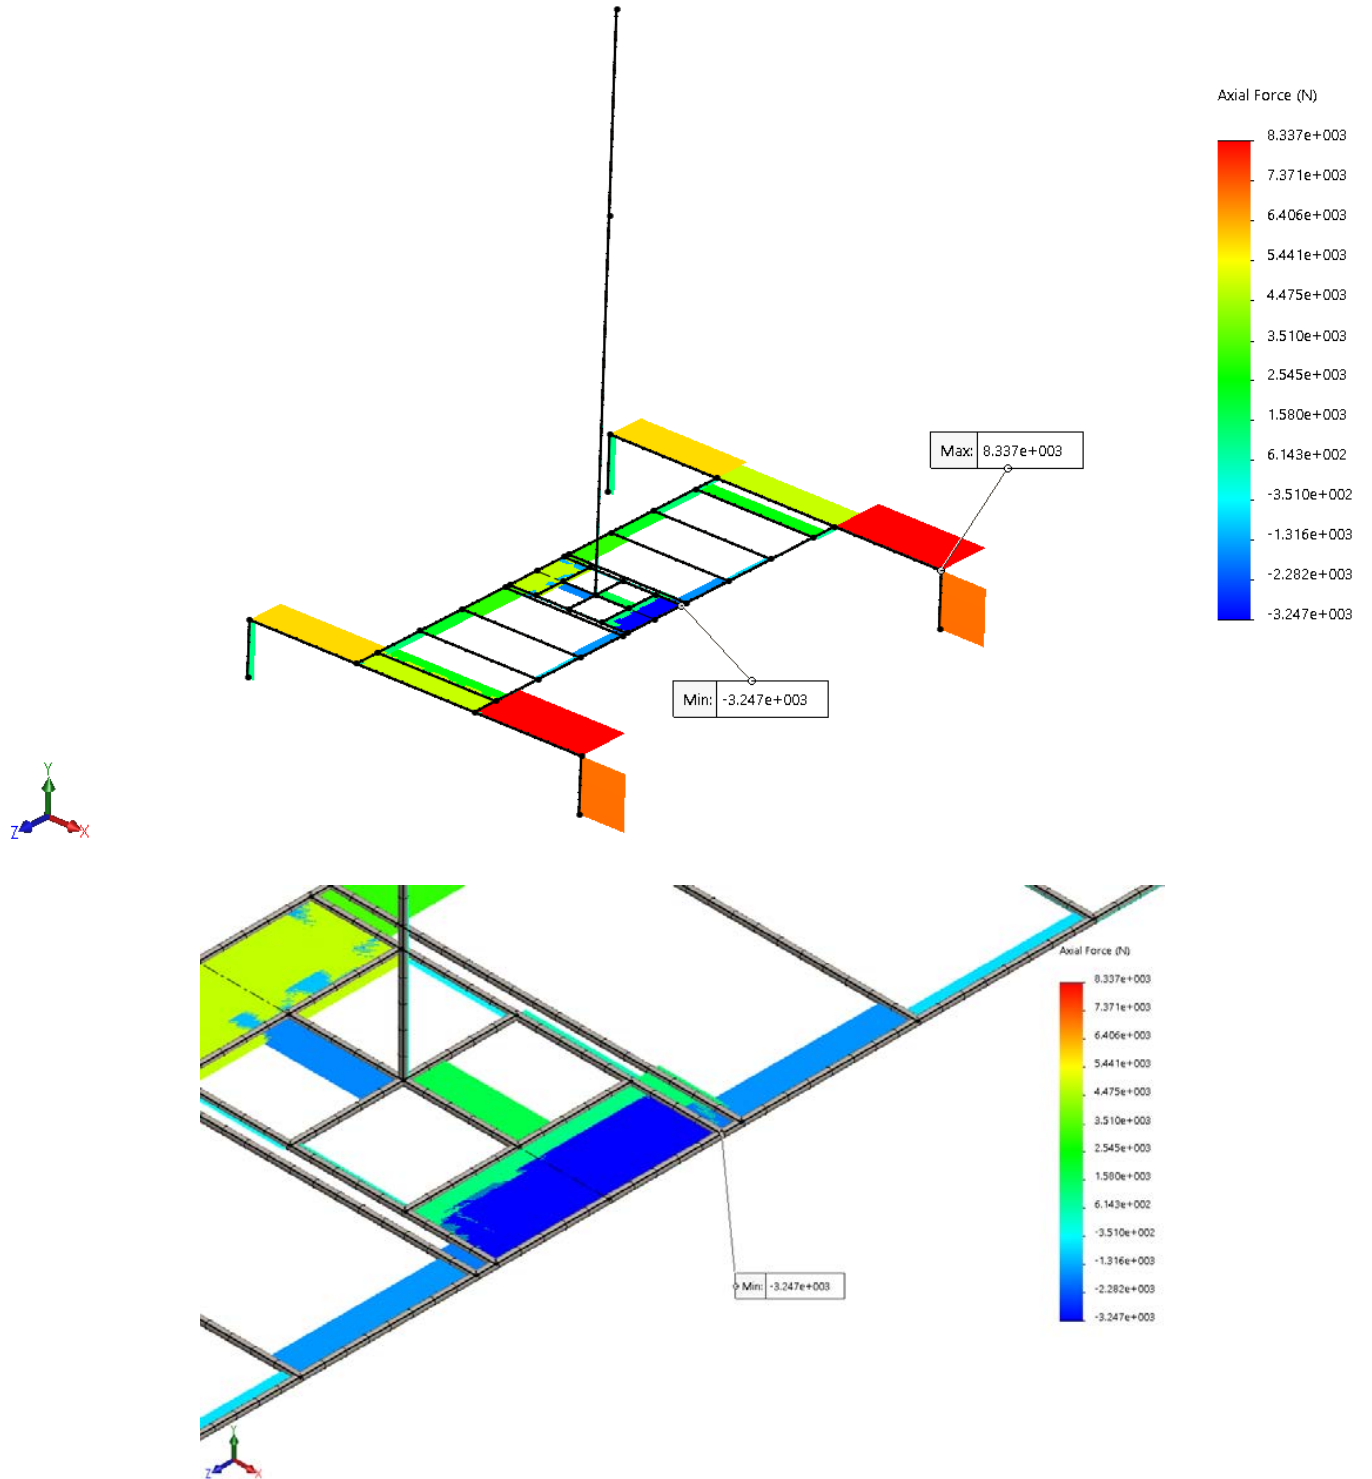 Axial Force (N)
8.337e+003
7.371e+003
6.406e+003
5.441e+003
4.475e+003
3.510e+003
2.545e+003
1.580e+003
6.143e+002
-3.510e+002
-1.316e+003
-2.282e+003
-3.247e+003
Max: 8.337e+003
Min: -3.247e+003
Y
Z
X
Axial Force (N)
8.337e+003
7.371e+003
6.406e+003
5.441e+003
4.475e+003
3.510e+003
2.545e+003
1.580e+003
6.143e+002
-3.510e+002
-1.316e+003
-2.282e+003
-3.247e+003
Min: -3.247e+003
Y
Z
X